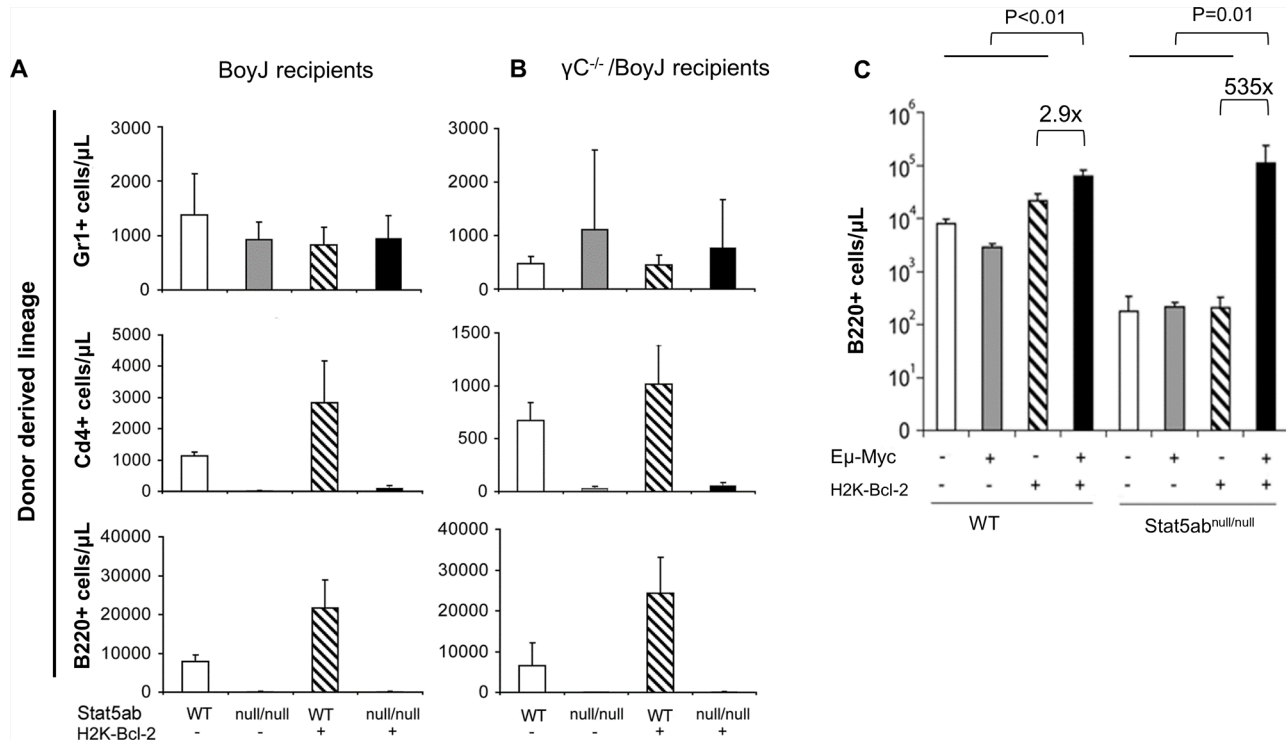 P<0.01
P=0.01
A
BoyJ recipients
B
γC-/- /BoyJ recipients
C
Donor derived lineage
Gr1+ cells/µL
3000
2000
1000
0
3000
2000
1000
0
Cd4+ cells/µL
5000
4000
3000
2000
1000
0
1500
1000
500
0
B220+ cells/µL
40000
30000
20000
10000
0
40000
30000
20000
10000
0
Stat5ab WT null/null WT null/null WT null/null WT null/null
H2K-Bcl-2 - - + + - - + +
2.9x
535x
B220+ cells/µL
10^6
10^5
10^4
10^3
10^2
10^1
0
Eµ-Myc - + - + - + - +
H2K-Bcl-2 - - + + - - + +
WT
Stat5ab null/null